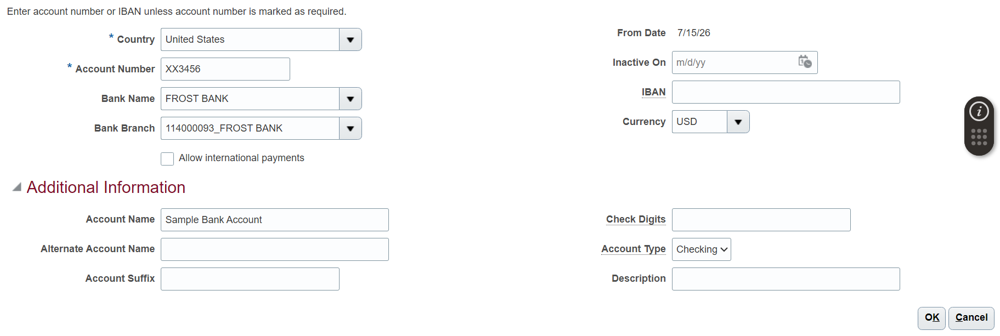 Enter account number or IBAN unless account number is marked as required.
* Country United States
* Account Number XX3456
Bank Name FROST BANK
Bank Branch 114000093_FROST BANK
Allow international payments
From Date 7/15/26
Inactive On m/d/yy
IBAN
Currency USD
Additional Information
Account Name Sample Bank Account
Alternate Account Name
Account Suffix
Check Digits
Account Type Checking
Description
OK Cancel